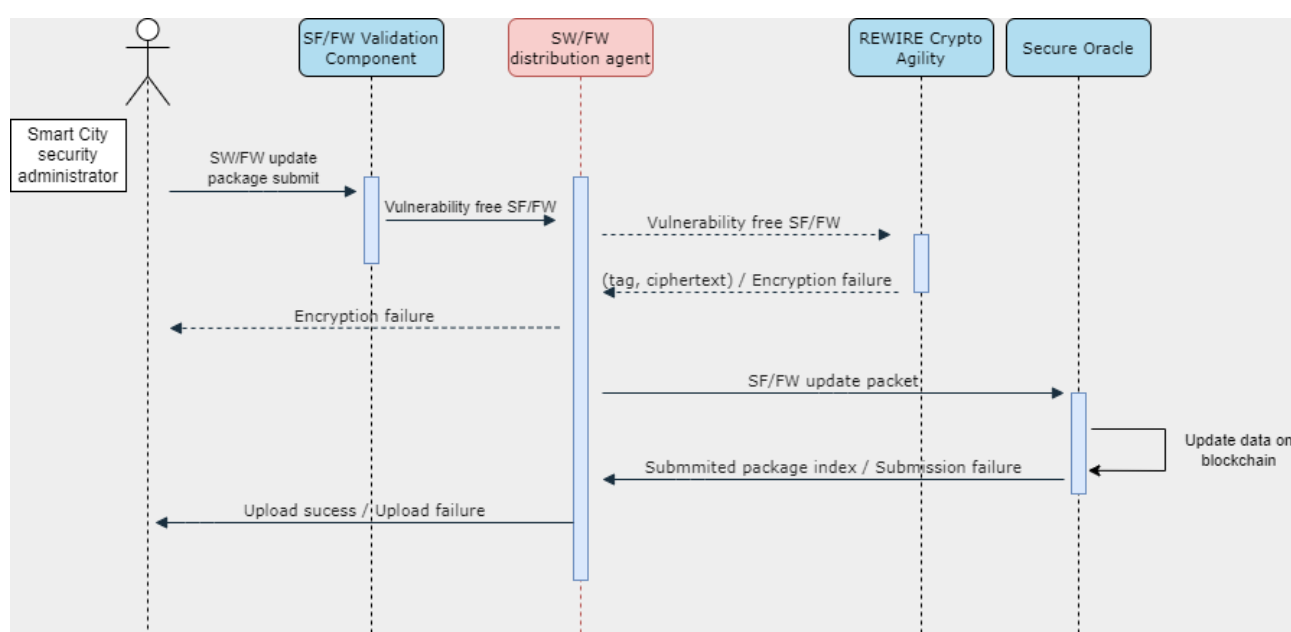 SF/FW Validation
Component
SW/FW
distribution agent
REWIRE Crypto
Agility
Secure Oracle
Smart City
security
administrator
SW/FW update
package submit
Vulnerability free SF/FW
Vulnerability free SF/FW
(tag, ciphertext) / Encryption failure
Encryption failure
SF/FW update packet
Update data on
blockchain
Submmited package index / Submission failure
Upload sucess / Upload failure